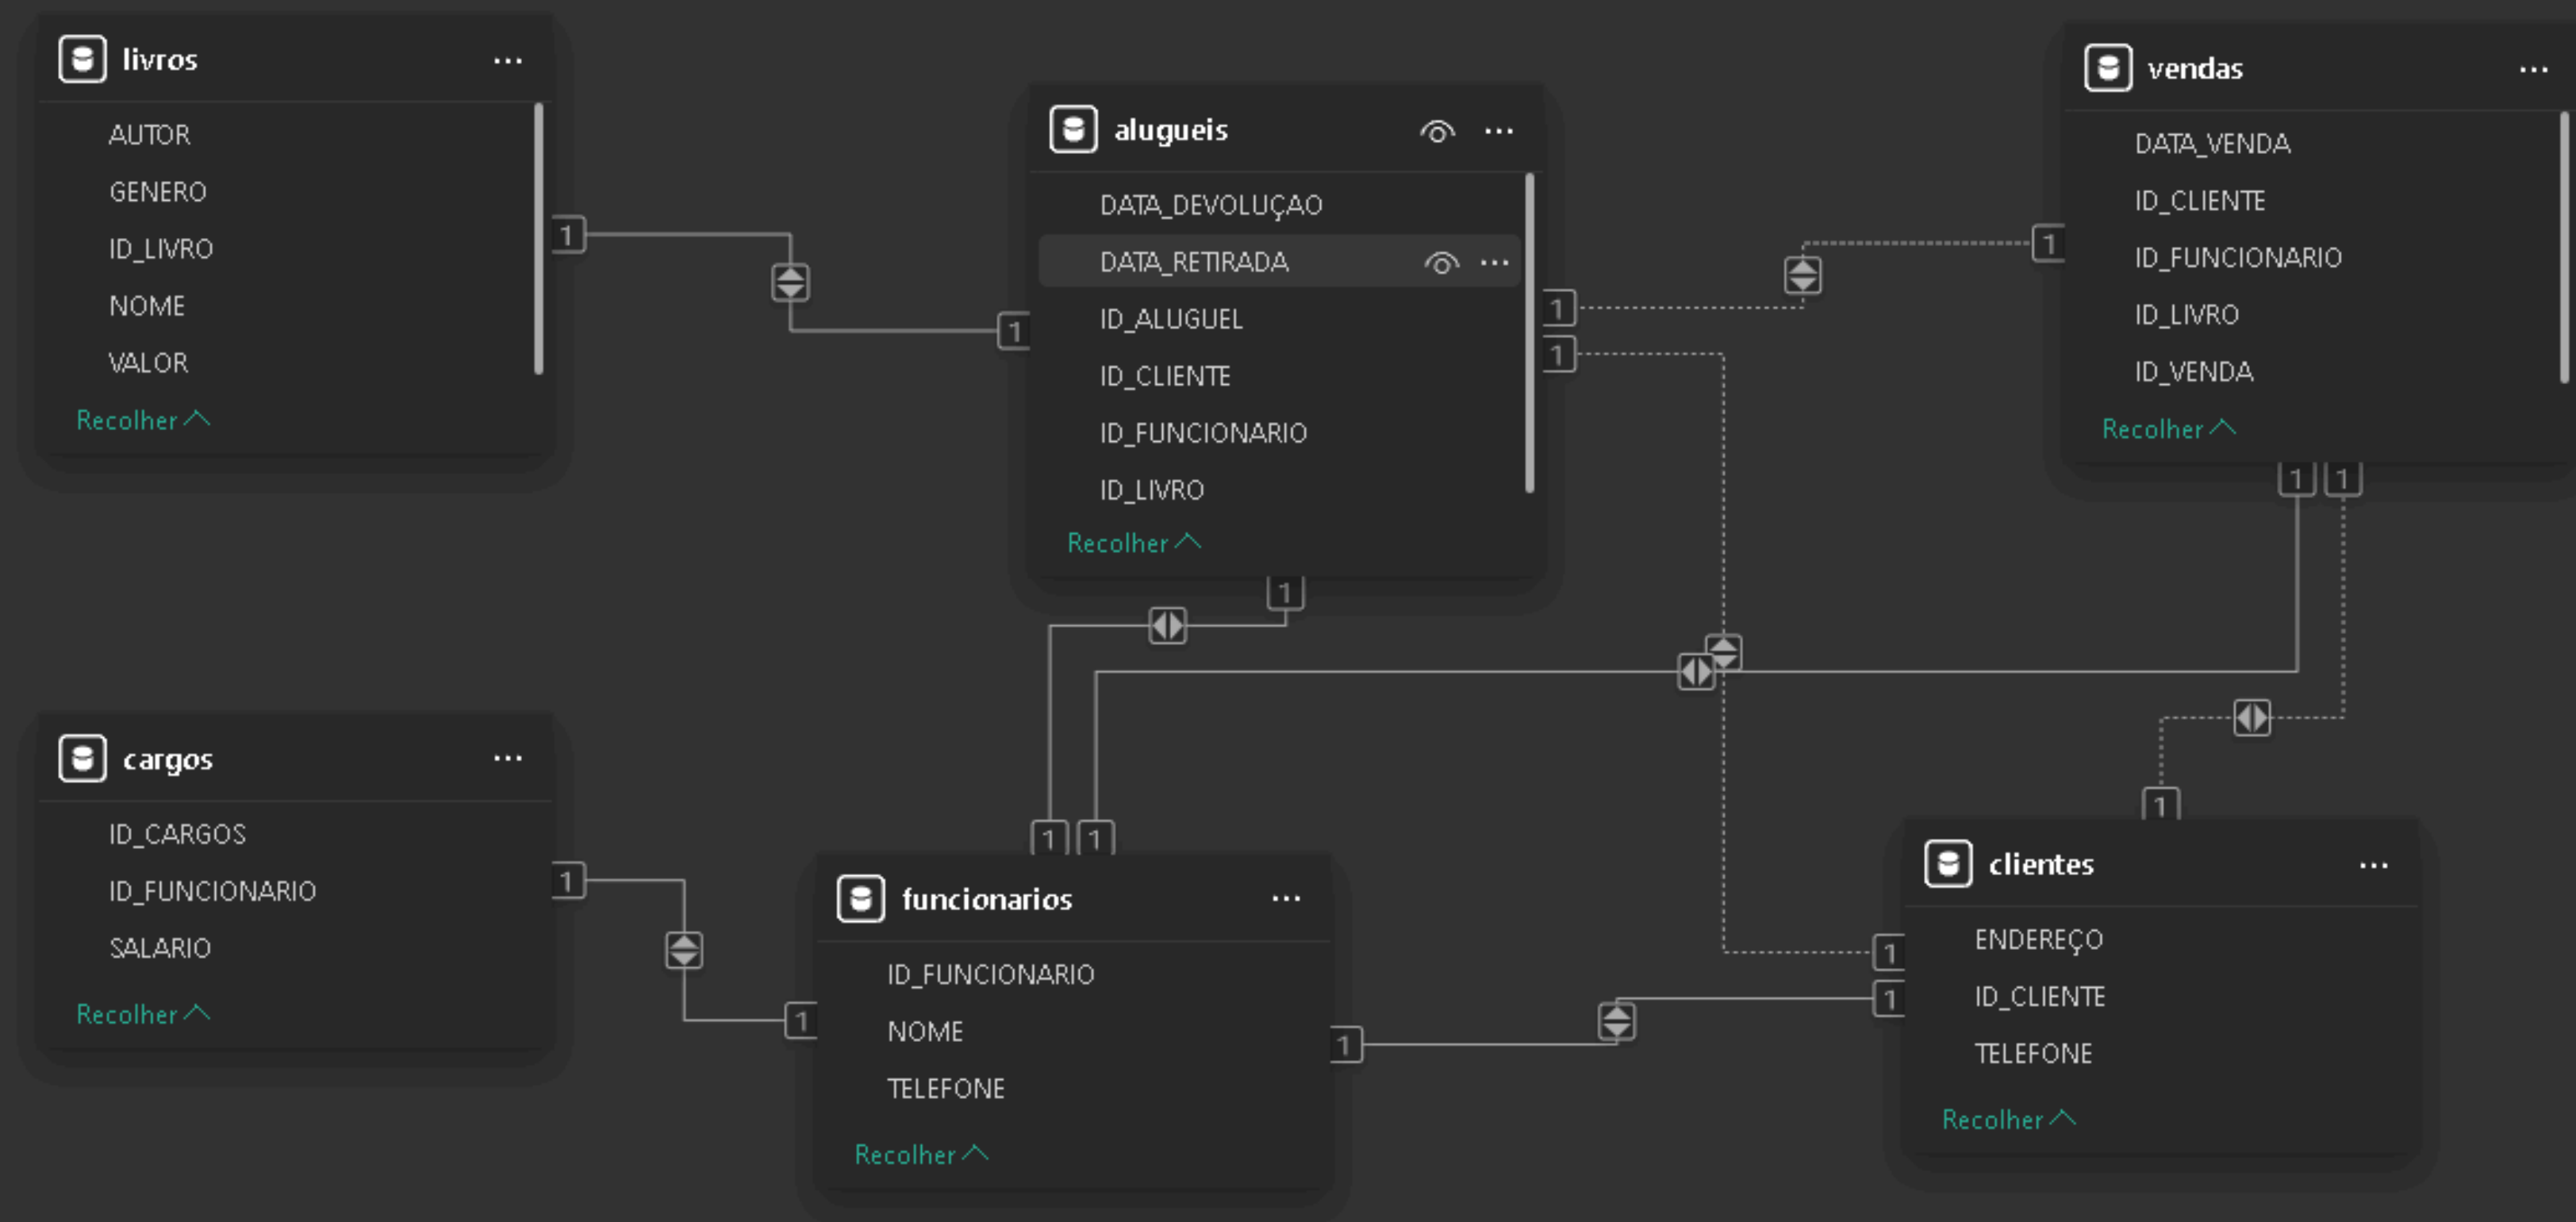 livros
AUTOR
GENERO
ID_LIVRO
NOME
VALOR
Recolher
alugueis
DATA_DEVOLUÇAO
DATA_RETIRADA
ID_ALUGUEL
ID_CLIENTE
ID_FUNCIONARIO
ID_LIVRO
Recolher
vendas
DATA_VENDA
ID_CLIENTE
ID_FUNCIONARIO
ID_LIVRO
ID_VENDA
Recolher
1
1
1
1
1
1
1
1
cargos
ID_CARGOS
ID_FUNCIONARIO
SALARIO
Recolher
1
1
1
1
funcionarios
ID_FUNCIONARIO
NOME
TELEFONE
Recolher
1
1
clientes
ENDEREÇO
ID_CLIENTE
TELEFONE
Recolher
1
1